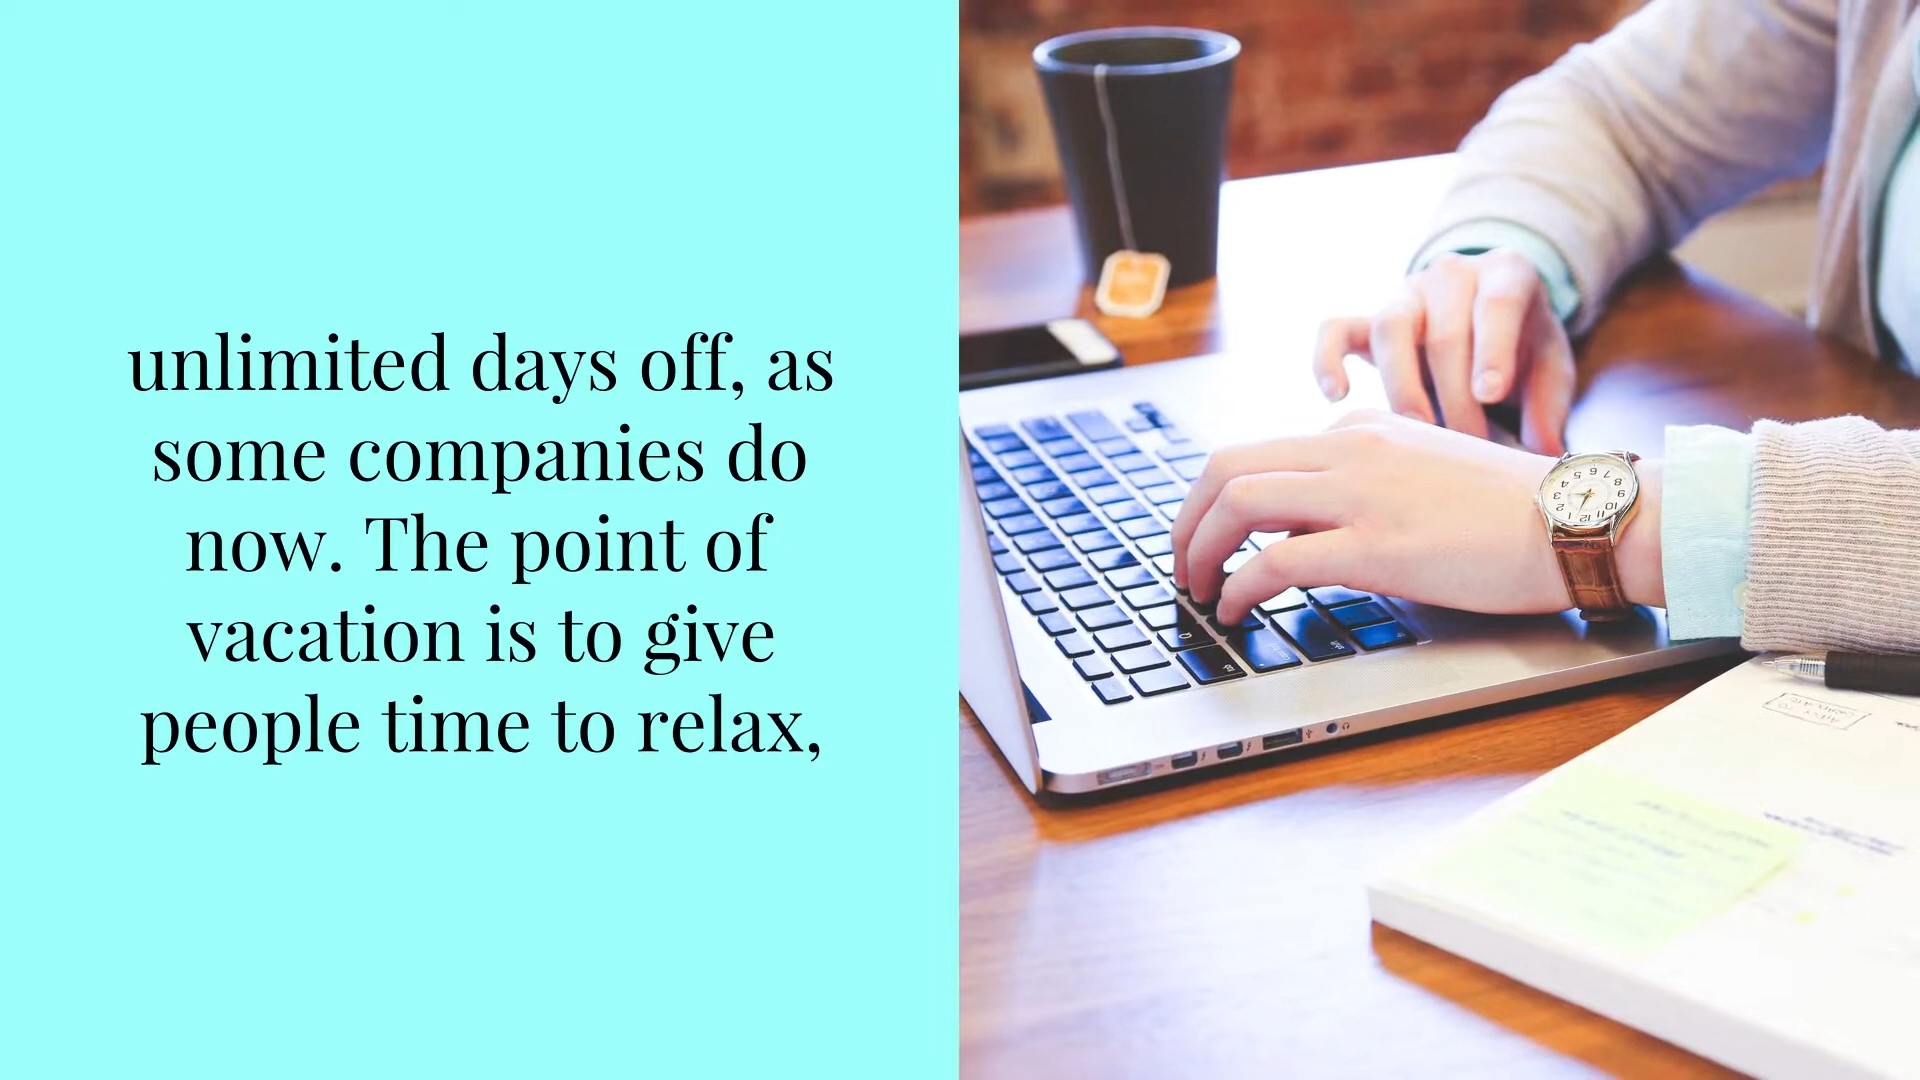 unlimited days off, as
some companies do
now. The point of
vacation is to give
people time to relax,